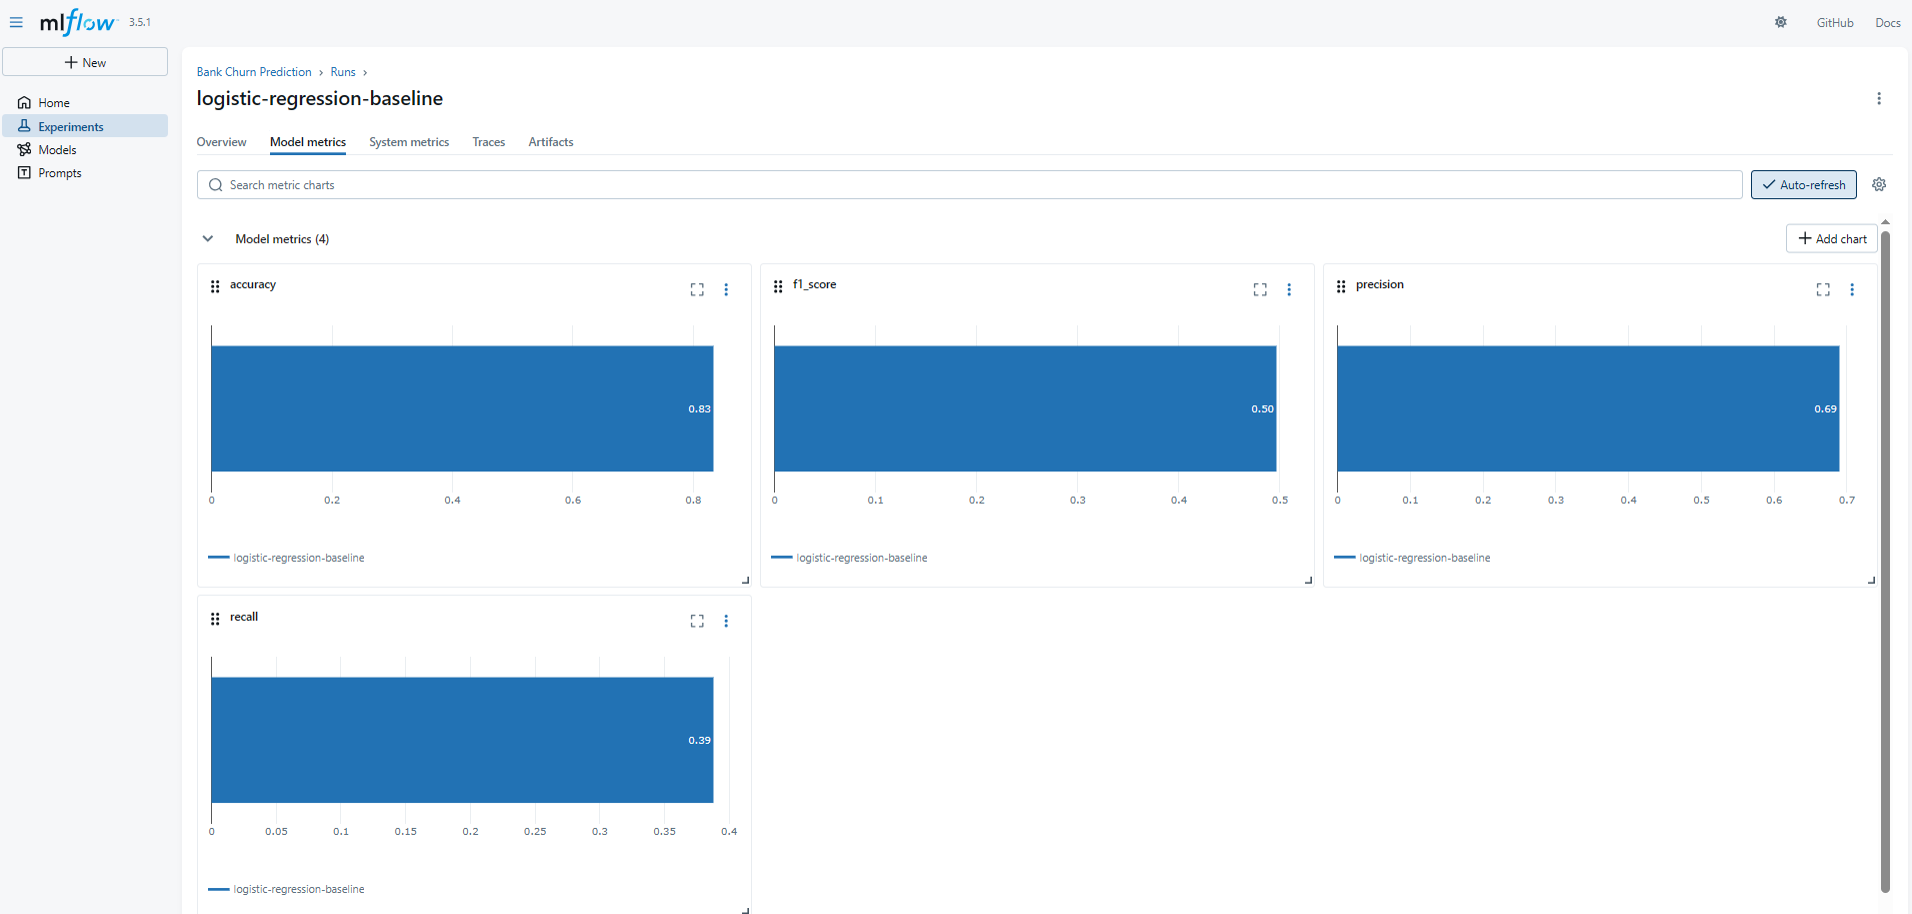 mlflow 3.5.1
GitHub Docs
New
Home
Experiments
Models
Prompts
Bank Churn Prediction › Runs ›
logistic-regression-baseline
Overview Model metrics System metrics Traces Artifacts
Search metric charts
Auto-refresh
Model metrics (4)
Add chart
accuracy
0.83
0 0.2 0.4 0.6 0.8
logistic-regression-baseline
f1_score
0.50
0 0.1 0.2 0.3 0.4 0.5
logistic-regression-baseline
precision
0.69
0 0.1 0.2 0.3 0.4 0.5 0.6 0.7
logistic-regression-baseline
recall
0.39
0 0.05 0.1 0.15 0.2 0.25 0.3 0.35 0.4
logistic-regression-baseline